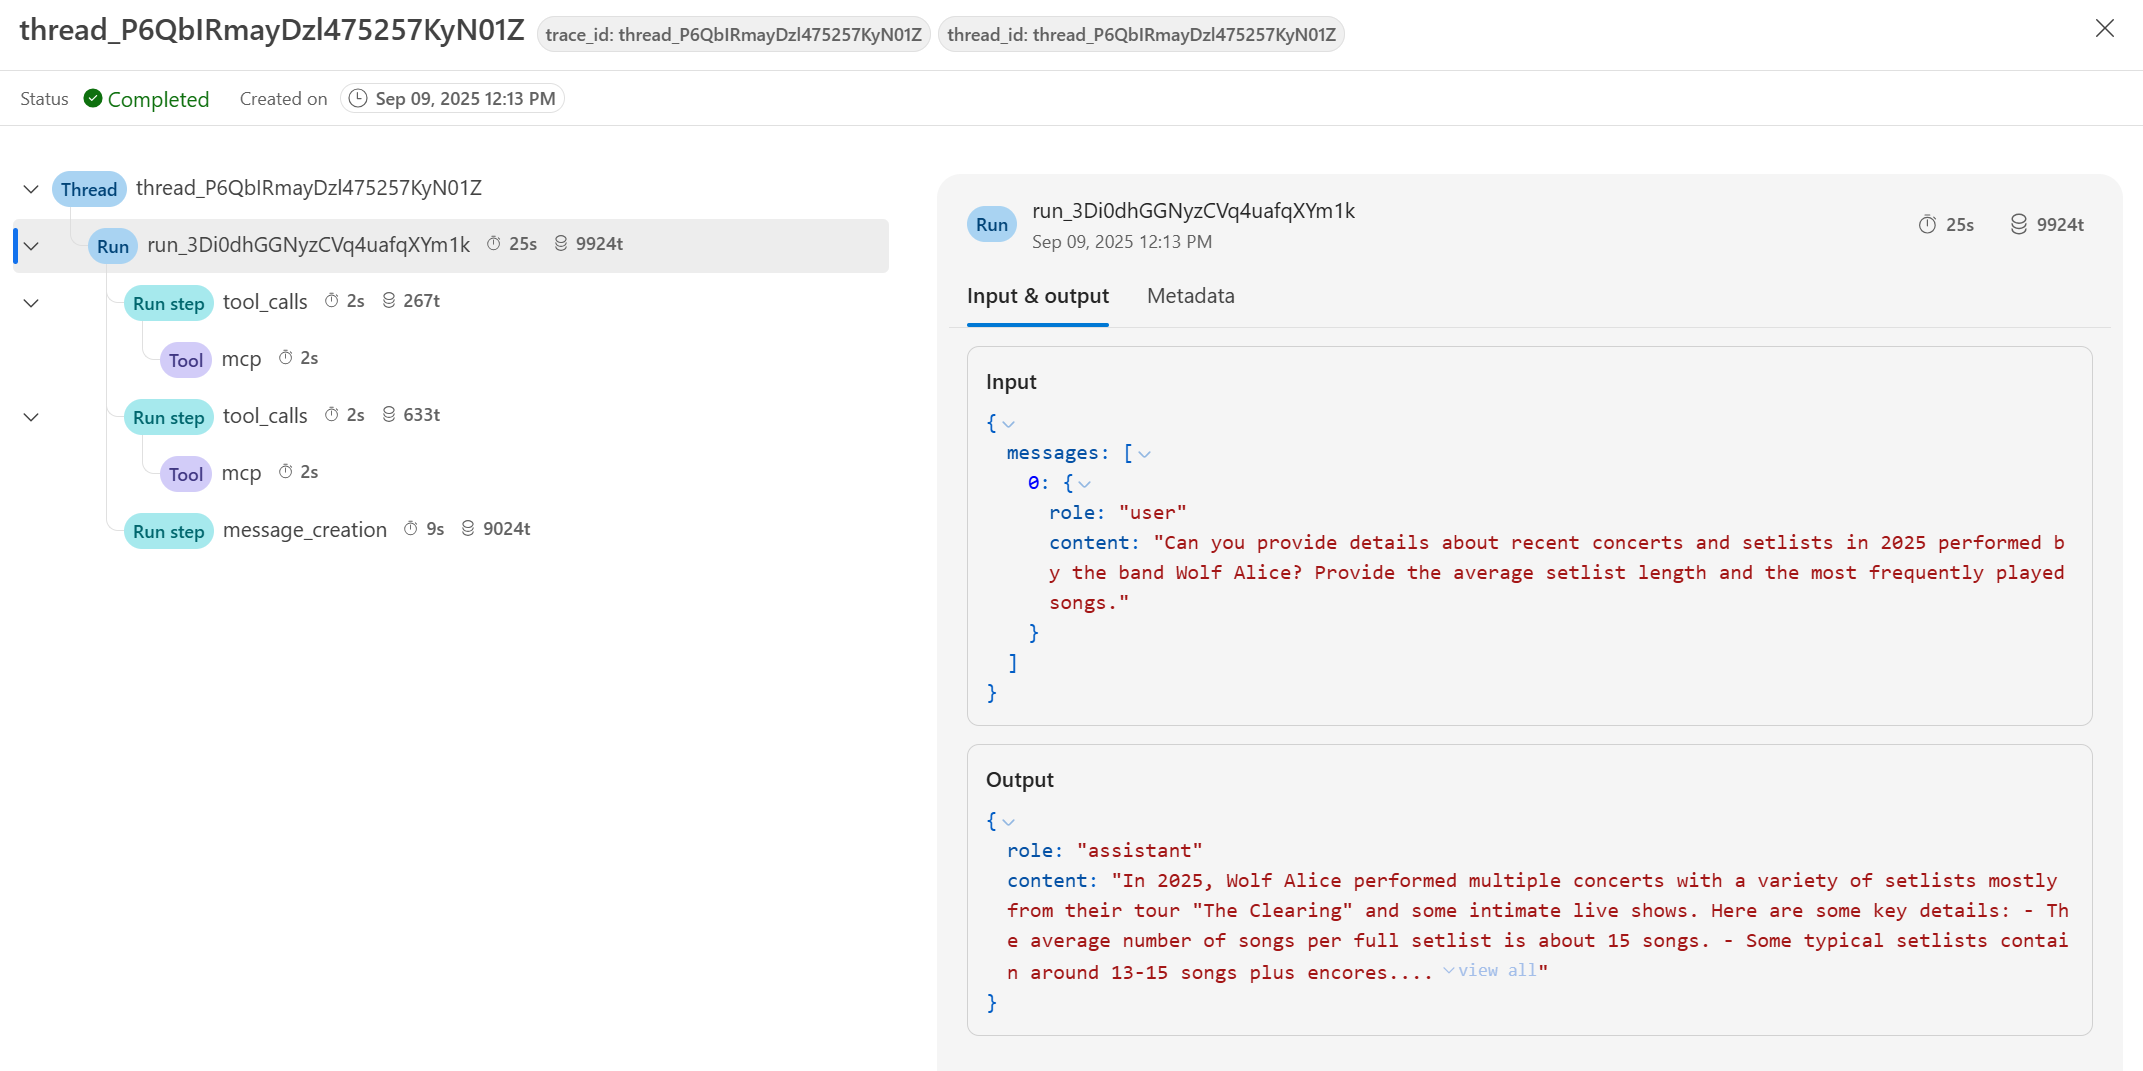 thread_P6QbIRmayDzl475257KyN01Z trace_id: thread_P6QbIRmayDzl475257KyN01Z thread_id: thread_P6QbIRmayDzl475257KyN01Z
Status Completed Created on Sep 09, 2025 12:13 PM
Thread thread_P6QbIRmayDzl475257KyN01Z
Run run_3Di0dhGGNyzCVq4uafqXYm1k 25s 9924t
Run step tool_calls 2s 267t
Tool mcp 2s
Run step tool_calls 2s 633t
Tool mcp 2s
Run step message_creation 9s 9024t
Run run_3Di0dhGGNyzCVq4uafqXYm1k 25s 9924t
Sep 09, 2025 12:13 PM
Input & output Metadata
Input
{
messages: [
0: {
role: "user"
content: "Can you provide details about recent concerts and setlists in 2025 performed b
y the band Wolf Alice? Provide the average setlist length and the most frequently played
songs."
}
]
}
Output
{
role: "assistant"
content: "In 2025, Wolf Alice performed multiple concerts with a variety of setlists mostly
from their tour "The Clearing" and some intimate live shows. Here are some key details: - Th
e average number of songs per full setlist is about 15 songs. - Some typical setlists contai
n around 13-15 songs plus encores.... view all"
}